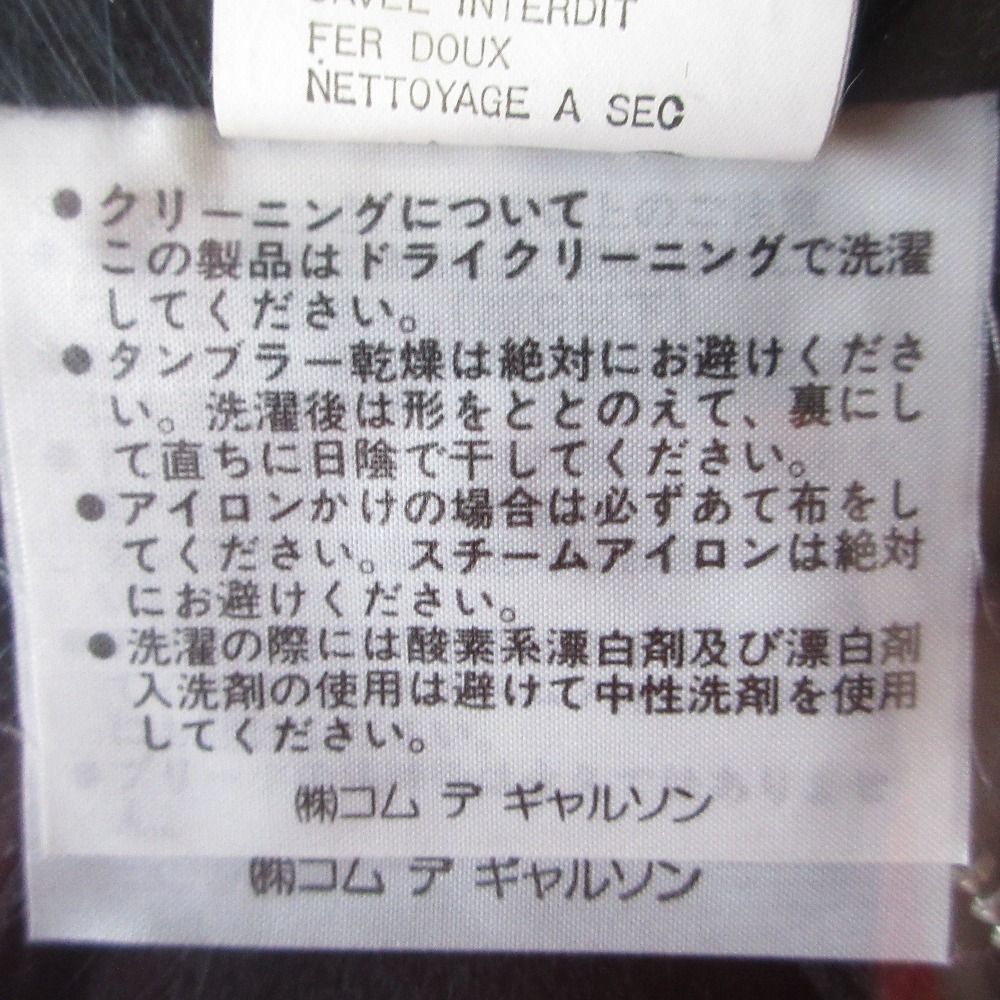 INTERDIT
FER DOUX
NETTOYAGE A SEC
● クリーニングについて
この製品はドライクリーニングで洗濯
してください。
● タンブラー乾燥は絶対にお避けくださ
い。洗濯後は形をととのえて、裏にし
て直ちに日陰で干してください。
● アイロンかけの場合は必ずあて布をし
てください。スチームアイロンは絶対
にお避けください。
● 洗濯の際には酸素系漂白剤及び漂白剤
入洗剤の使用は避けて中性洗剤を使用
してください。
㈱コム デ ギャルソン
㈱コム デ ギャルソン